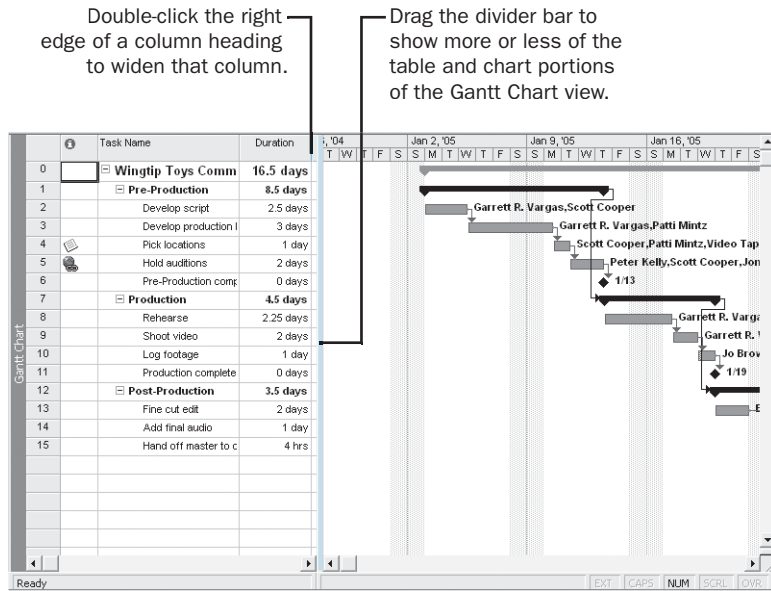 Double-click the right
edge of a column heading
to widen that column.
Drag the divider bar to
show more or less of the
table and chart portions
of the Gantt Chart view.
Task Name Duration , '04 Jan 2, '05 Jan 9, '05 Jan 16, '05
T W T F S S M T W T F S S M T W T F S S M T W T F S
0 Wingtip Toys Comm 16.5 days
1 Pre-Production 8.5 days
2 Develop script 2.5 days Garrett R. Vargas,Scott Cooper
3 Develop production l 3 days Garrett R. Vargas,Patti Mintz
4 Pick locations 1 day Scott Cooper,Patti Mintz,Video Tap
5 Hold auditions 2 days Peter Kelly,Scott Cooper,Jon
6 Pre-Production comp 0 days 1/13
7 Production 4.5 days
8 Rehearse 2.25 days Garrett R. Varga
9 Shoot video 2 days Garrett R.
10 Log footage 1 day Jo Brow
11 Production complete 0 days 1/19
12 Post-Production 3.5 days
13 Fine cut edit 2 days
14 Add final audio 1 day
15 Hand off master to c 4 hrs
Gantt Chart
Ready EXT CAPS NUM SCRL OVR